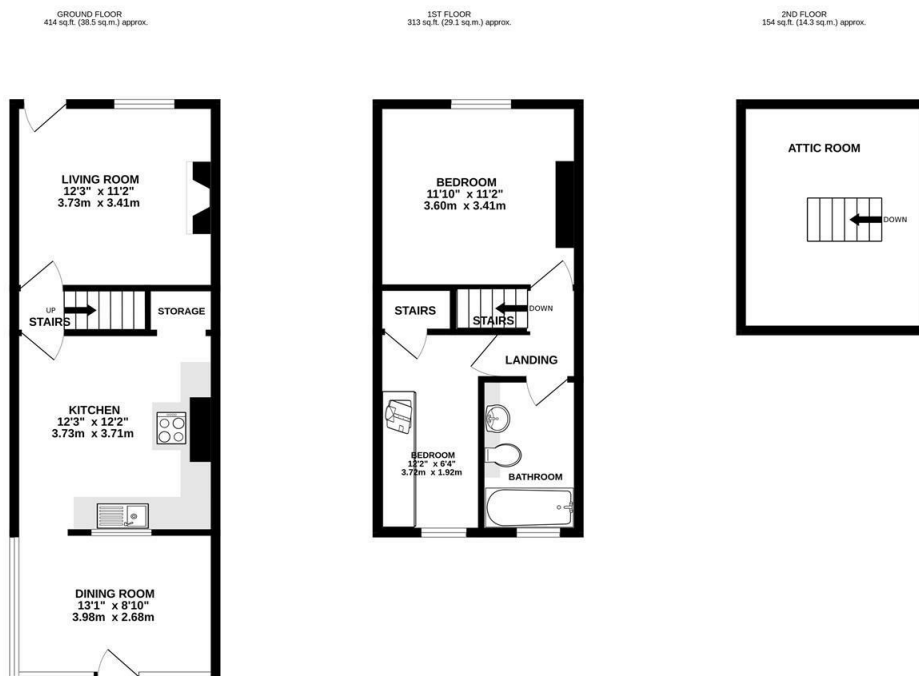 GROUND FLOOR
414 sq.ft. (38.5 sq.m.) approx.
1ST FLOOR
313 sq.ft. (29.1 sq.m.) approx.
2ND FLOOR
154 sq.ft. (14.3 sq.m.) approx.
LIVING ROOM
12'3" x 11'2"
3.73m x 3.41m
UP
STAIRS
STORAGE
KITCHEN
12'3" x 12'2"
3.73m x 3.71m
DINING ROOM
13'1" x 8'10"
3.98m x 2.68m
BEDROOM
11'10" x 11'2"
3.60m x 3.41m
STAIRS
DOWN
STAIRS
LANDING
BEDROOM
12'2" x 6'4"
3.72m x 1.92m
BATHROOM
ATTIC ROOM
DOWN